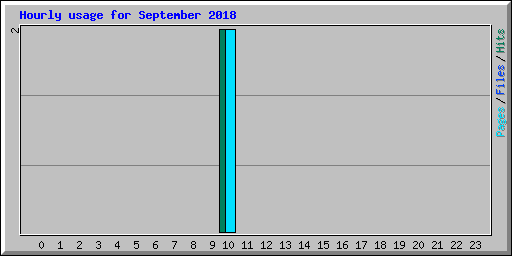 Hourly usage for September 2018
2
Pages/Files/Hits
0 1 2 3 4 5 6 7 8 9 10 11 12 13 14 15 16 17 18 19 20 21 22 23